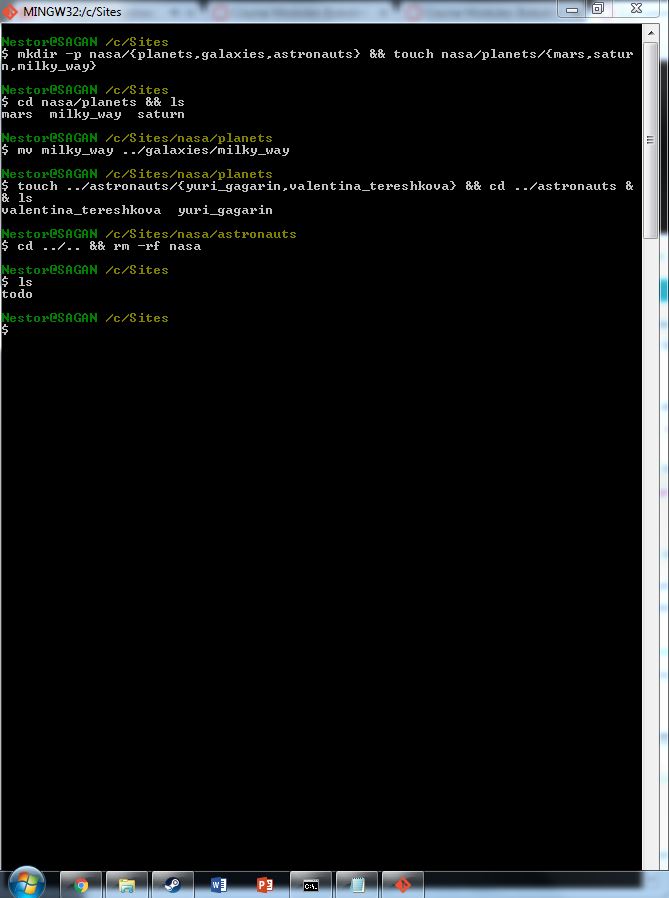 MINGW32:/c/Sites
Nestor@SAGAN /c/Sites
$ mkdir -p nasa/{planets,galaxies,astronauts} && touch nasa/planets/{mars,satur
n,milky_way}
Nestor@SAGAN /c/Sites
$ cd nasa/planets && ls
mars  milky_way  saturn
Nestor@SAGAN /c/Sites/nasa/planets
$ mv milky_way ../galaxies/milky_way
Nestor@SAGAN /c/Sites/nasa/planets
$ touch ../astronauts/{yuri_gagarin,valentina_tereshkova} && cd ../astronauts &
& ls
valentina_tereshkova  yuri_gagarin
Nestor@SAGAN /c/Sites/nasa/astronauts
$ cd ../.. && rm -rf nasa
Nestor@SAGAN /c/Sites
$ ls
todo
Nestor@SAGAN /c/Sites
$